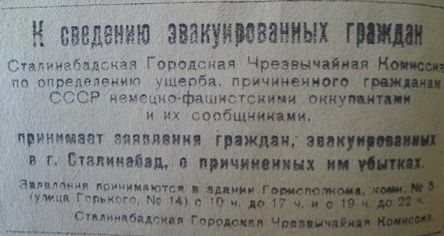 К сведению эвакуированных граждан
Сталинабадская Городская Чрезвычайная Комиссия
по определению ущерба, причиненного гражданам
СССР немецко-фашистскими оккупантами
и их сообщниками,
принимает заявления граждан, эвакуированных
в г. Сталинабад, о причиненных им убытках.
Заявления принимаются в здании Горисполкома, комн. № 5
(улица Горького, № 14) с 10 ч. до 17 ч. и с 19 ч. до 22 ч.
Сталинабадская Городская Чрезвычайная Комиссия.